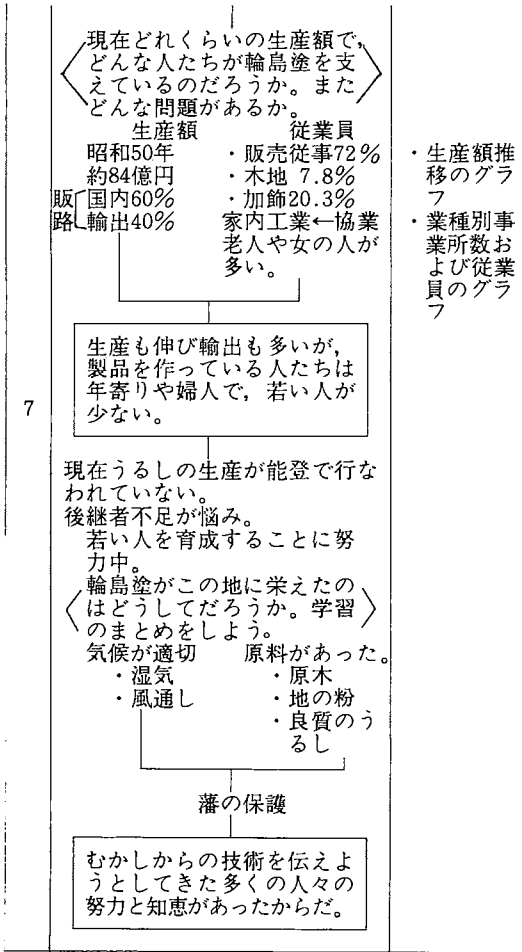 現在どれくらいの生産額で,
どんな人たちが輪島塗を支
えているのだろうか。また
どんな問題があるか。
生産額 従業員
昭和50年 ・販売従事72%
約84億円 ・木地 7.8%
販 国内60% ・加飾20.3%
路 輸出40% 家内工業←協業
老人や女の人が
多い。
・生産額推
移のグラ
フ
・業種別事
業所数お
よび従業
員のグラ
フ
7
生産も伸び輸出も多いが,
製品を作っている人たちは
年寄りや婦人で,若い人が
少ない。
現在うるしの生産が能登で行な
われていない。
後継者不足が悩み。
若い人を育成することに努
力中。
輪島塗がこの地に栄えたの
はどうしてだろうか。学習
のまとめをしよう。
気候が適切 原料があった。
・湿気 ・原木
・風通し ・地の粉
・良質のう
るし
藩の保護
むかしからの技術を伝えよ
うとしてきた多くの人々の
努力と知恵があったからだ。